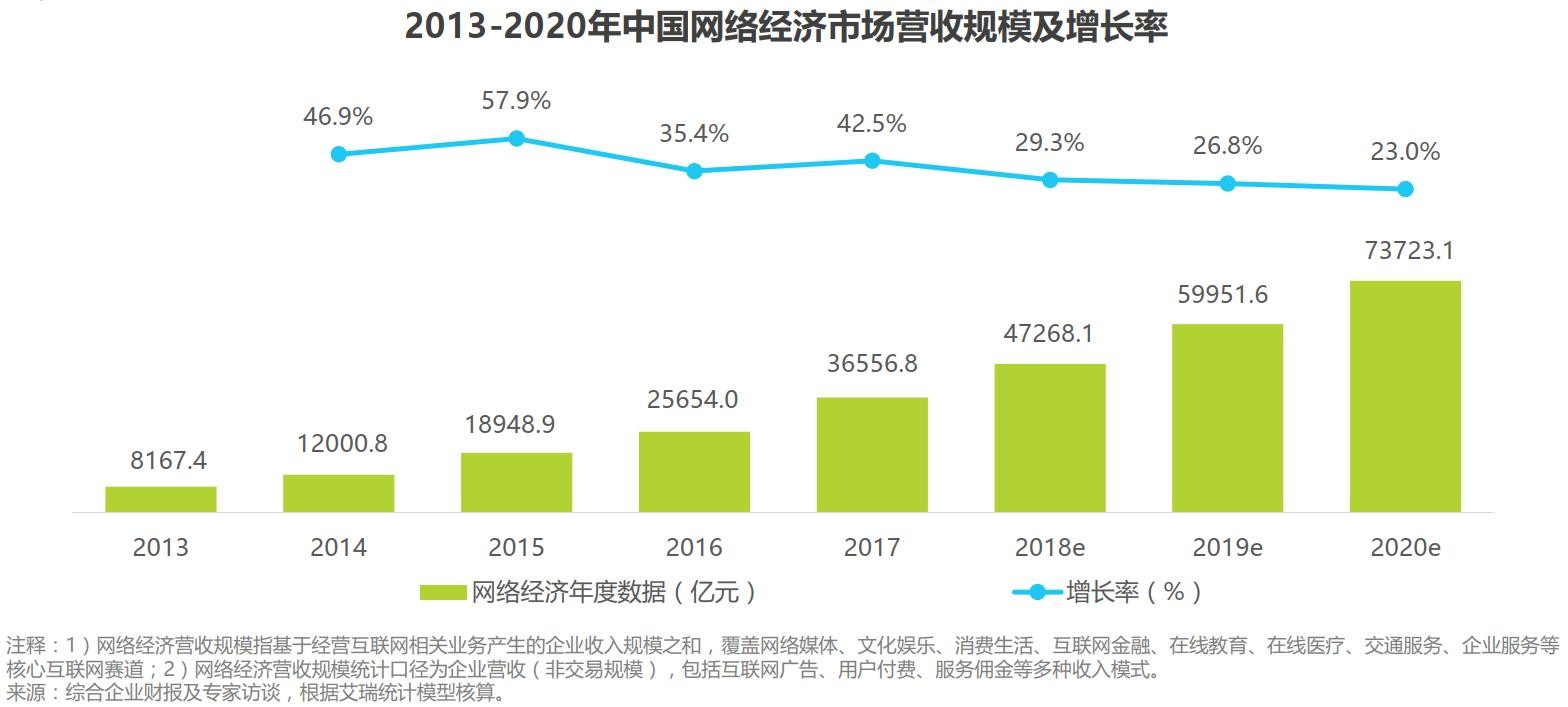 2013-2020年中国网络经济市场营收规模及增长率
46.9%
57.9%
35.4%
42.5%
29.3%
26.8%
23.0%
8167.4
12000.8
18948.9
25654.0
36556.8
47268.1
59951.6
73723.1
2013
2014
2015
2016
2017
2018e
2019e
2020e
网络经济年度数据（亿元）
增长率（%）
注释：1）网络经济营收规模指基于经营互联网相关业务产生的企业收入规模之和，覆盖网络媒体、文化娱乐、消费生活、互联网金融、在线教育、在线医疗、交通服务、企业服务等
核心互联网赛道；2）网络经济营收规模统计口径为企业营收（非交易规模），包括互联网广告、用户付费、服务佣金等多种收入模式。
来源：综合企业财报及专家访谈，根据艾瑞统计模型核算。